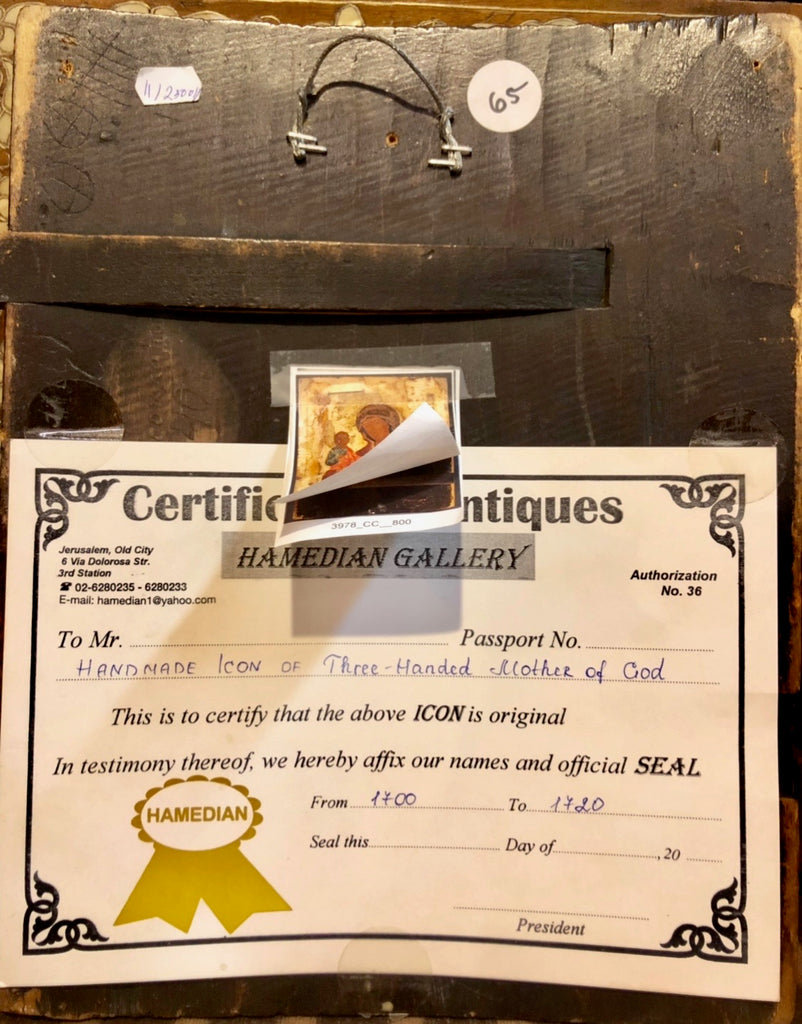 65
3978_CC__800
Certific ntiques
HAMEDIAN GALLERY
Jerusalem, Old City
6 Via Dolorosa Str.
3rd Station
☎ 02-6280235 - 6280233
E-mail: hamedian1@yahoo.com
Authorization
No. 36
To Mr. Passport No.
HANDMADE ICON OF Three-Handed Mother of God
This is to certify that the above ICON is original
In testimony thereof, we hereby affix our names and official SEAL
HAMEDIAN
From 1700 To 1720
Seal this Day of , 20
President